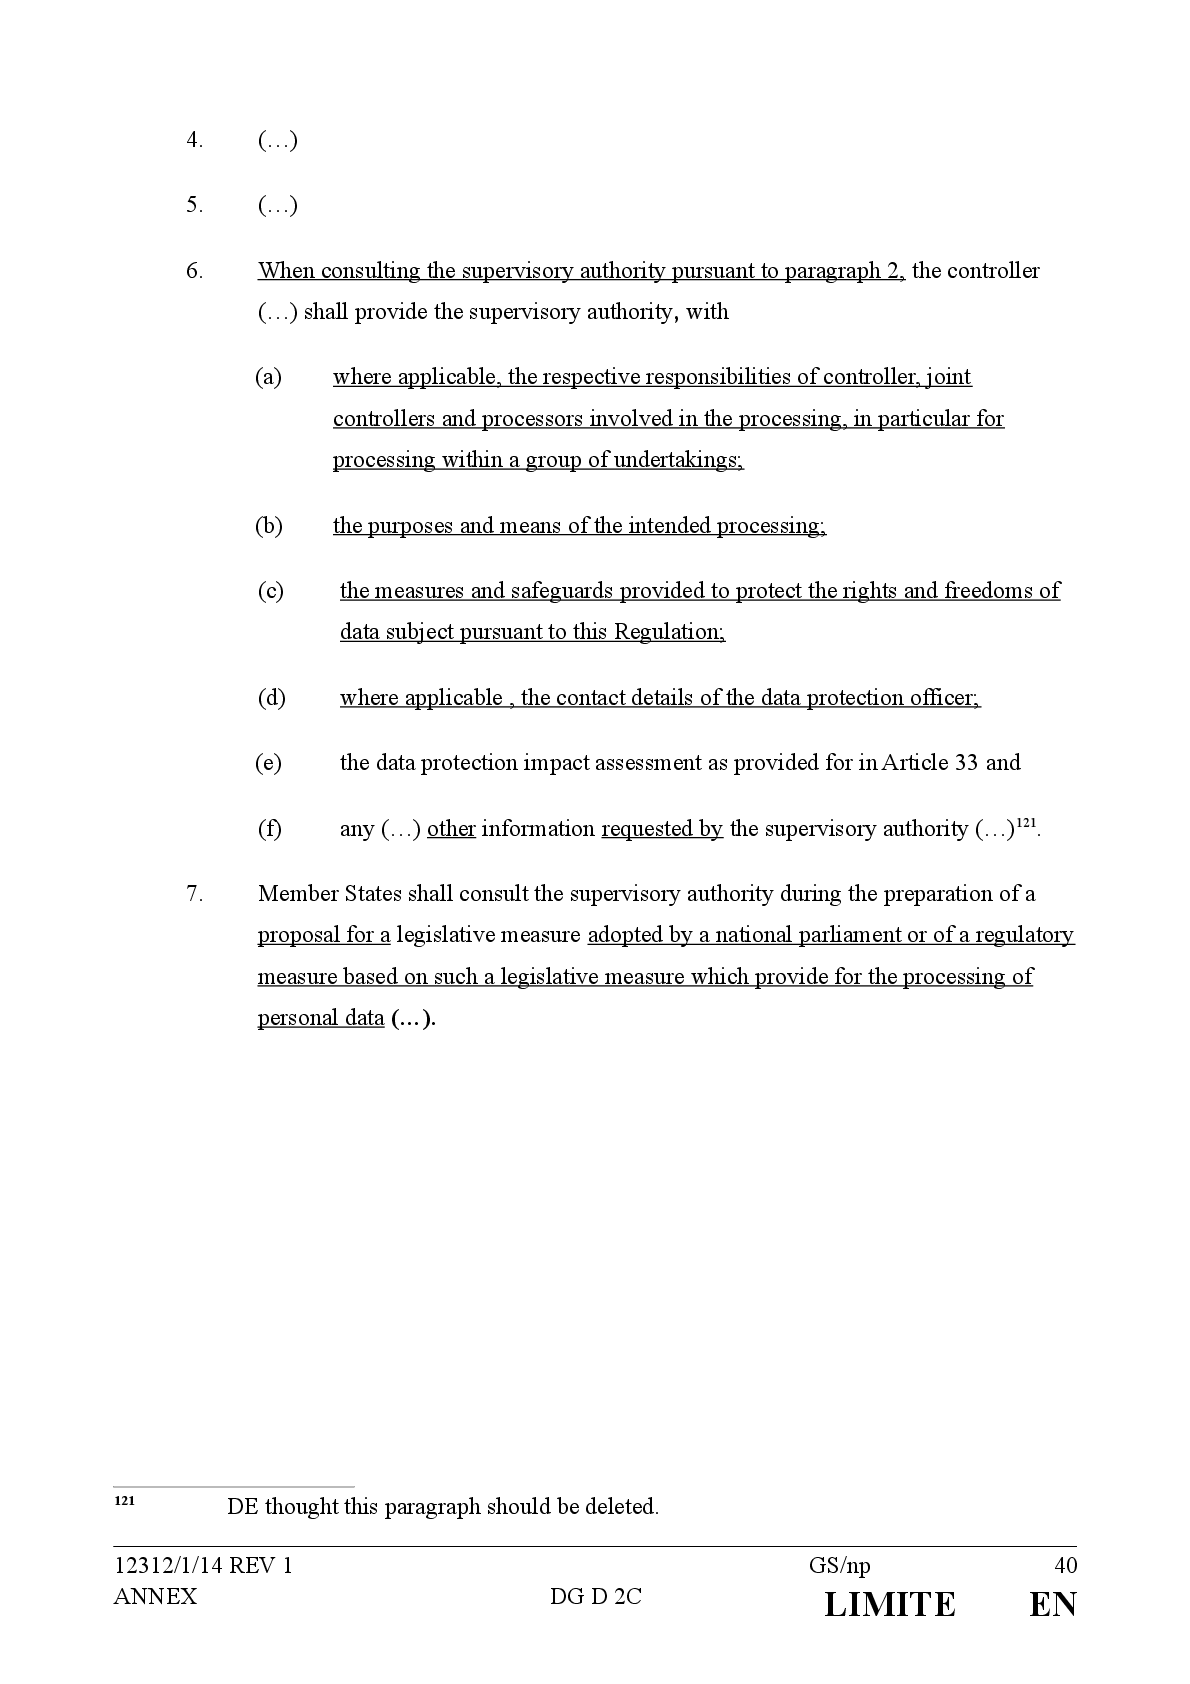 4. (…)
5. (…)
6. When consulting the supervisory authority pursuant to paragraph 2, the controller
(…) shall provide the supervisory authority, with
(a) where applicable, the respective responsibilities of controller, joint
controllers and processors involved in the processing, in particular for
processing within a group of undertakings;
(b) the purposes and means of the intended processing;
(c) the measures and safeguards provided to protect the rights and freedoms of
data subject pursuant to this Regulation;
(d) where applicable , the contact details of the data protection officer;
(e) the data protection impact assessment as provided for in Article 33 and
(f) any (…) other information requested by the supervisory authority (…)121.
7. Member States shall consult the supervisory authority during the preparation of a
proposal for a legislative measure adopted by a national parliament or of a regulatory
measure based on such a legislative measure which provide for the processing of
personal data (…).
121 DE thought this paragraph should be deleted.
12312/1/14 REV 1 GS/np 40
ANNEX DG D 2C LIMITE EN